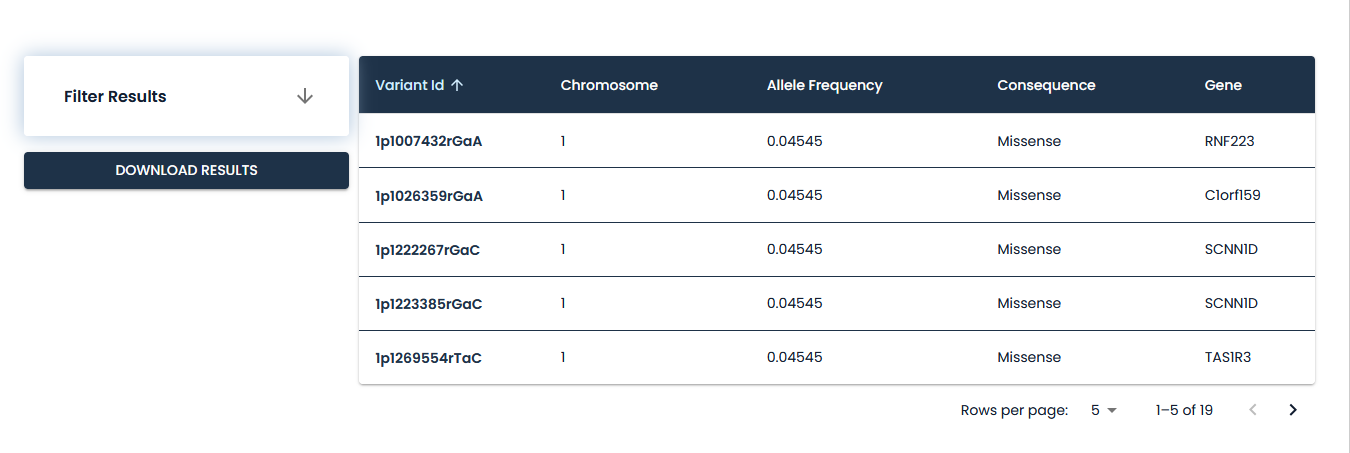 Filter Results
DOWNLOAD RESULTS
Variant Id Chromosome Allele Frequency Consequence Gene
1p1007432rGaA 1 0.04545 Missense RNF223
1p1026359rGaA 1 0.04545 Missense C1orf159
1p1222267rGaC 1 0.04545 Missense SCNN1D
1p1223385rGaC 1 0.04545 Missense SCNN1D
1p1269554rTaC 1 0.04545 Missense TAS1R3
Rows per page: 5 1–5 of 19